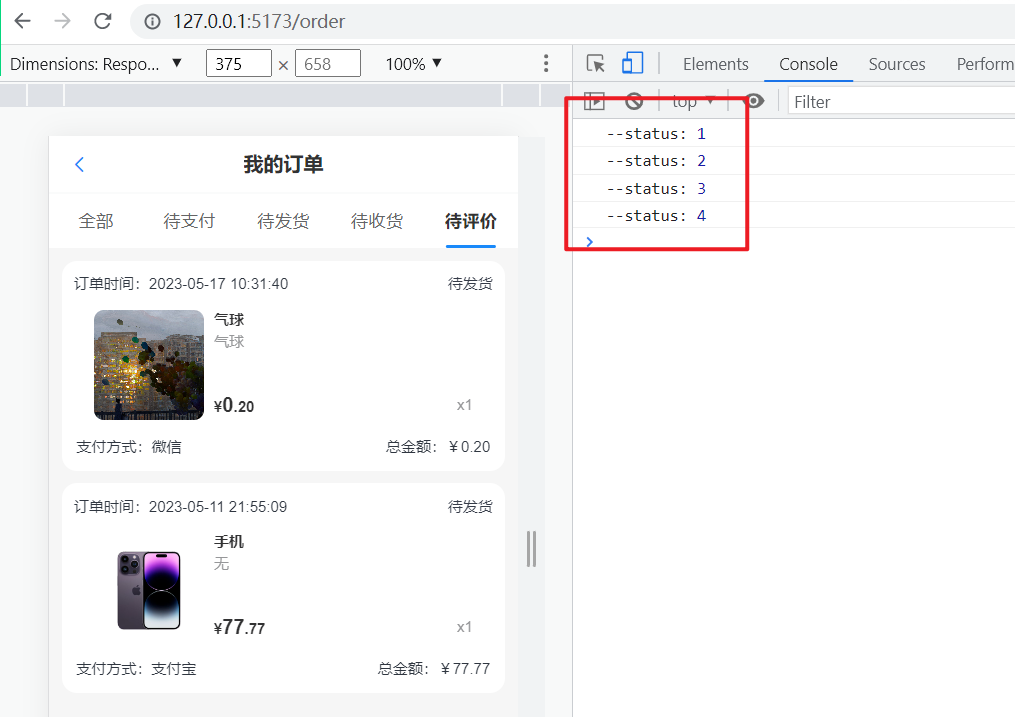 127.0.0.1:5173/order
Dimensions: Respo... ▼ 375 × 658 100% ▼
Elements Console Sources Perform
top ▼ Filter
我的订单
全部 待支付 待发货 待收货 待评价
订单时间：2023-05-17 10:31:40 待发货
气球
气球
¥0.20 x1
支付方式：微信 总金额：￥0.20
订单时间：2023-05-11 21:55:09 待发货
手机
无
¥77.77 x1
支付方式：支付宝 总金额：￥77.77
--status: 1
--status: 2
--status: 3
--status: 4